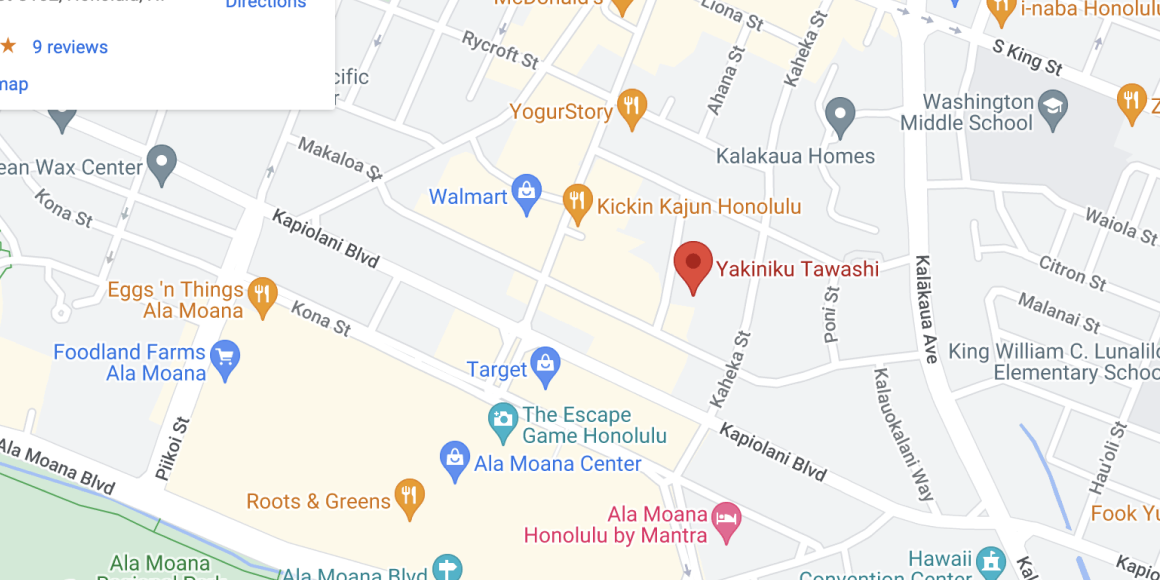 Directions
9 reviews
map
McDonald's
Liona St
Kaheka St
i-naba Honolulu
Rycroft St
S King St
Ahana St
YogurStory
Washington
Middle School
Kalakaua Homes
Makaloa St
ean Wax Center
Walmart
Kickin Kajun Honolulu
Kona St
Kapiolani Blvd
Waiola St
Yakiniku Tawashi
Citron St
Kalākaua Ave
Eggs 'n Things
Ala Moana
Kona St
Poni St
Malanai St
Foodland Farms
Ala Moana
Target
Kaheka St
King William C. Lunalilo
Elementary Schoo
The Escape
Game Honolulu
Kalauokalani Way
Piikoi St
Ala Moana Blvd
Kapiolani Blvd
Hau'oli St
Ala Moana Center
Roots & Greens
Ala Moana
Honolulu by Mantra
Fook Yu
Ala Moana
Ala Moana Blvd
Hawaii
Convention Center
Kapio
Kal